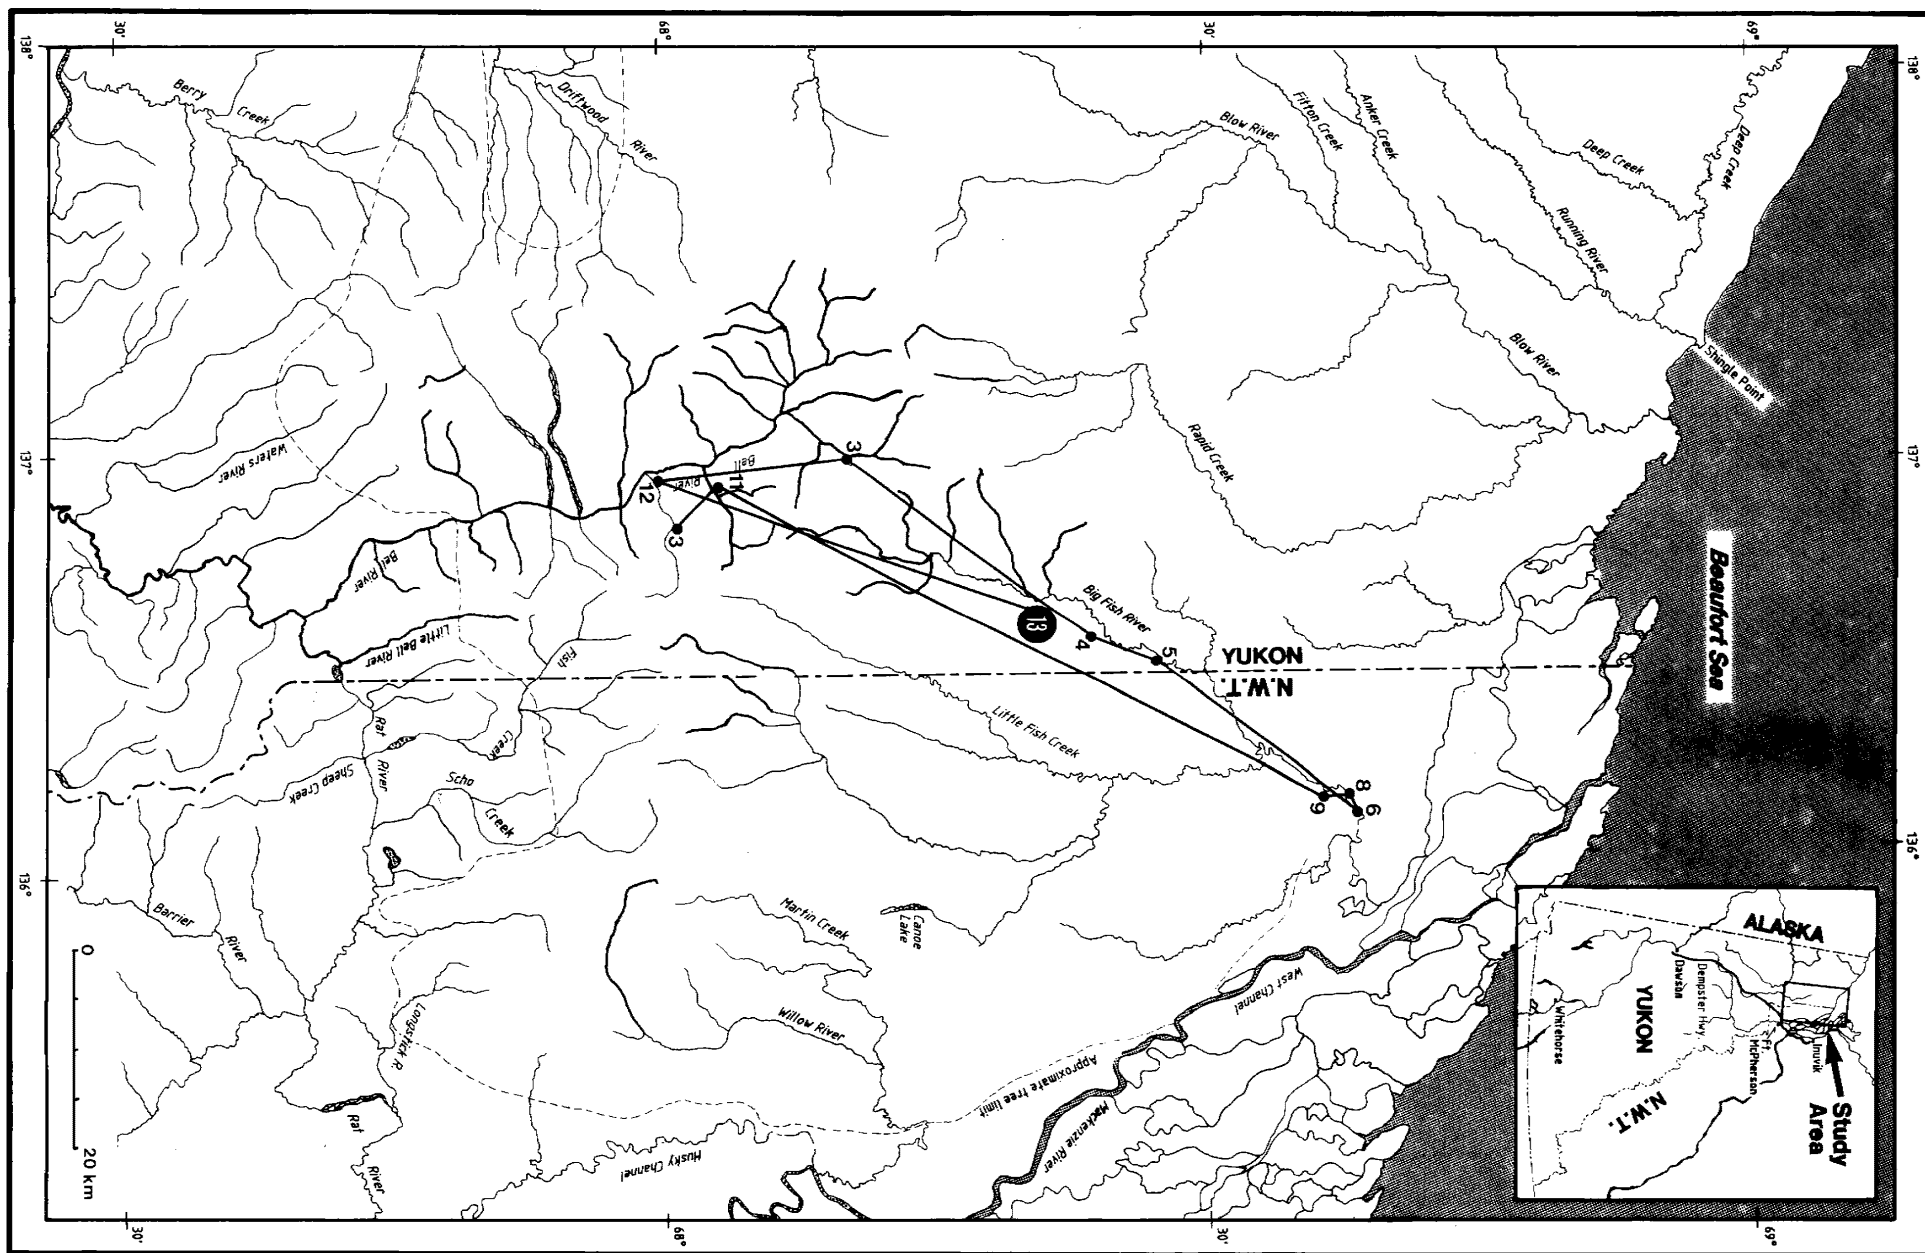 138°
30'
68°
30'
69°
138°
Berry
Creek
Driftwood
River
Blow River
Fitton Creek
Anker Creek
Deep Creek
Deep Creek
Running River
Blow River
Shingle Point
Rapid Creek
Waters River
137°
137°
Bell
River
3
11
12
3
Beaufort Sea
Bell River
Little Bell River
Fish
Creek
Big Fish River
13
4
5
YUKON
N.W.T.
Little Fish Creek
Rat
River
Sheep Creek
Scho
Creek
8
9
6
136°
136°
Barrier
River
Martin Creek
Canoe
Lake
Willow River
West Channel
Longstick R.
Approximate tree limit
Mackenzie River
Husky Channel
Rat
River
0
20 km
ALASKA
Dawson
Dempster Hwy.
YUKON
Whitehorse
Ft.
McPherson
Inuvik
N.W.T.
Study
Area
30'
68°
30'
69°